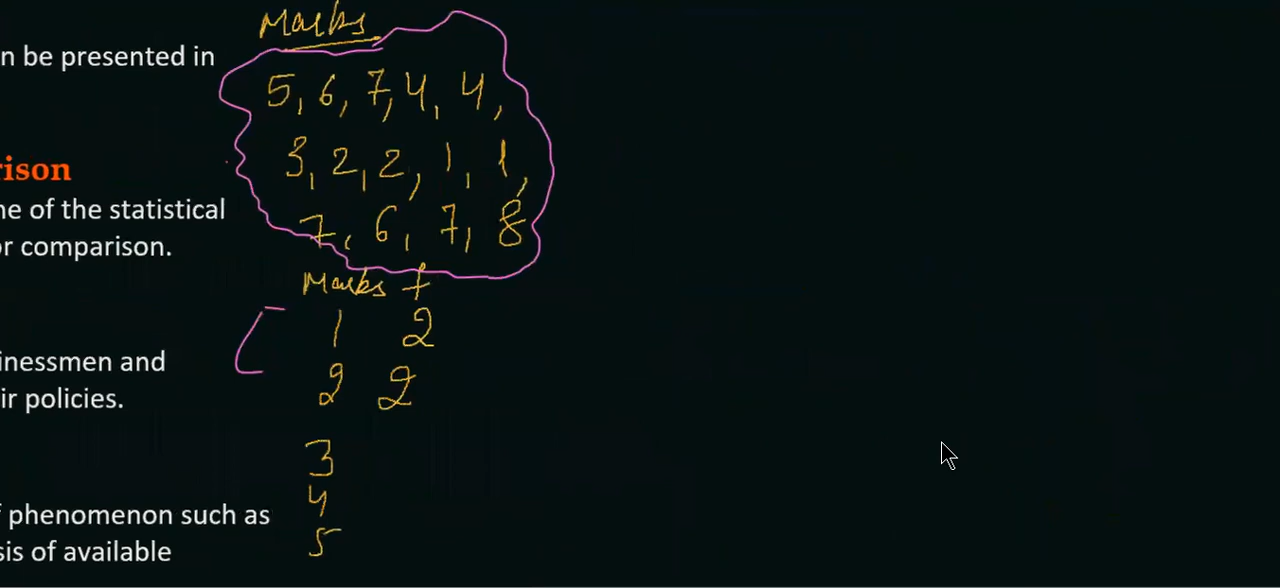 Marks
n be presented in
5, 6, 7, 4, 4,
3, 2, 2, 1, 1,
rison
ne of the statistical
7, 6, 7, 8
or comparison.
Marks f
1 2
inessmen and
2 2
ir policies.
3
4
f phenomenon such as
5
sis of available